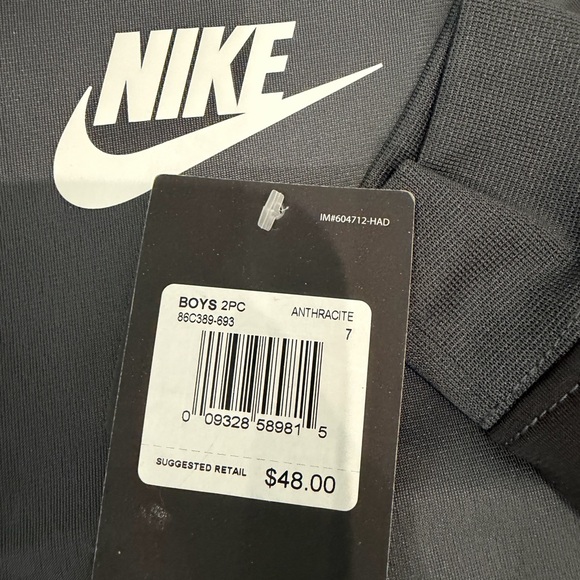 NIKE
IM#604712-HAD
BOYS 2PC ANTHRACITE
86C389-693 7
0 09328 58981 5
SUGGESTED RETAIL $48.00